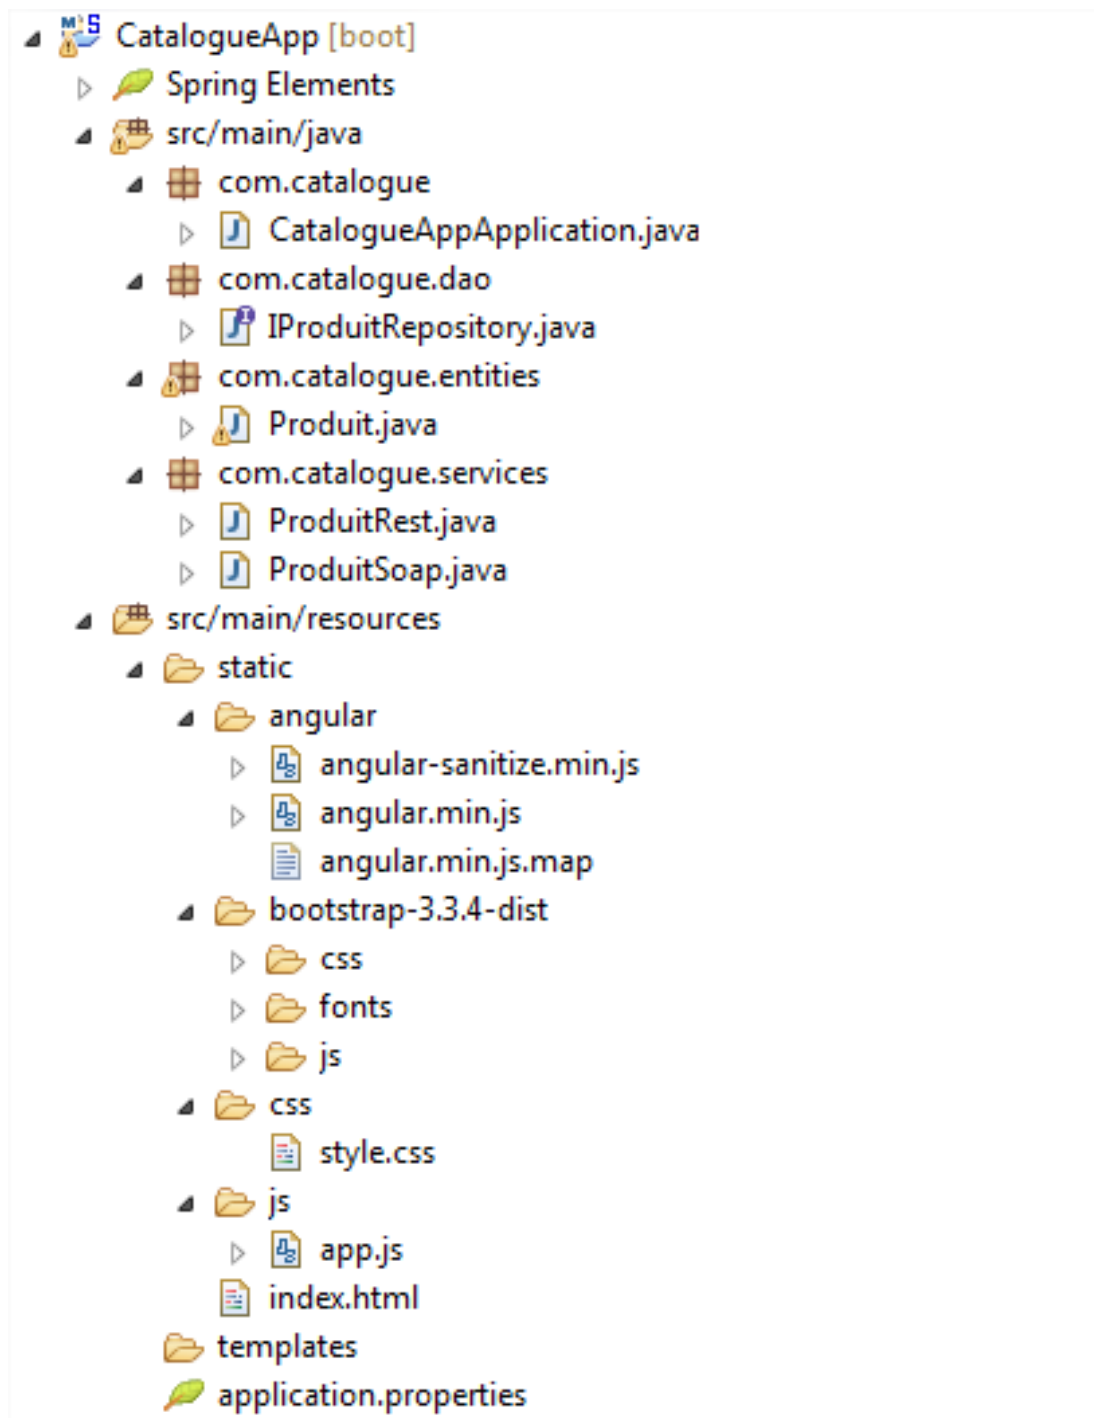 CatalogueApp [boot]
Spring Elements
src/main/java
com.catalogue
CatalogueAppApplication.java
com.catalogue.dao
IProduitRepository.java
com.catalogue.entities
Produit.java
com.catalogue.services
ProduitRest.java
ProduitSoap.java
src/main/resources
static
angular
angular-sanitize.min.js
angular.min.js
angular.min.js.map
bootstrap-3.3.4-dist
css
fonts
js
css
style.css
js
app.js
index.html
templates
application.properties